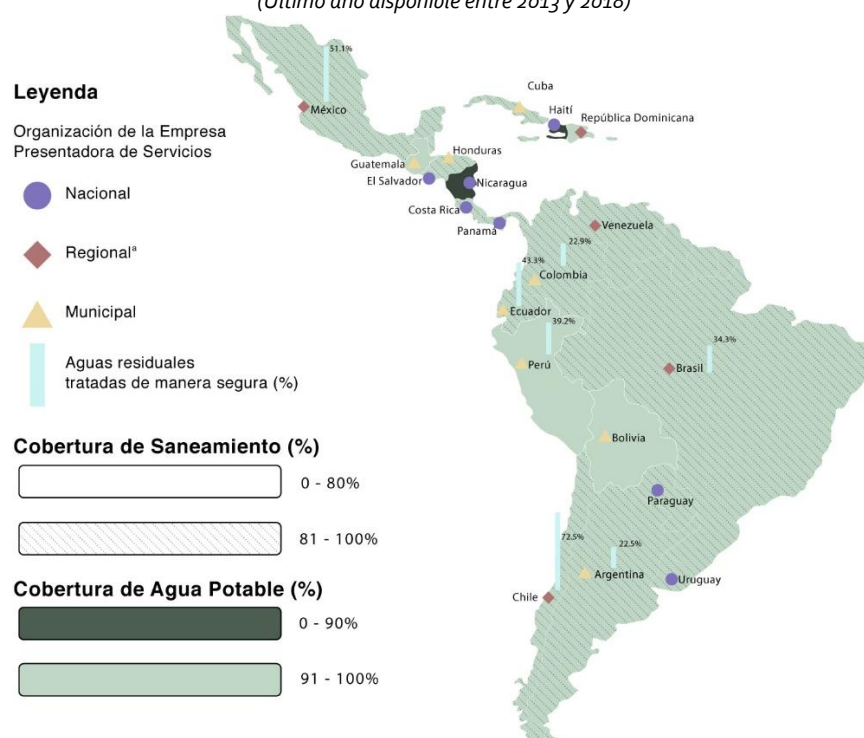 (Último año disponible entre 2013 y 2018)
Leyenda
Organización de la Empresa
Presentadora de Servicios
Nacional
Regionalª
Municipal
Aguas residuales
tratadas de manera segura (%)
Cobertura de Saneamiento (%)
0 - 80%
81 - 100%
Cobertura de Agua Potable (%)
0 - 90%
91 - 100%
51.1%
México
Cuba
Haití
República Dominicana
Honduras
Guatemala
El Salvador
Nicaragua
Costa Rica
Panamá
Venezuela
22.9%
43.3%
Colombia
Ecuador
39.2%
34.3%
Perú
Brasil
Bolivia
Paraguay
72.5%
22.5%
Argentina
Uruguay
Chile